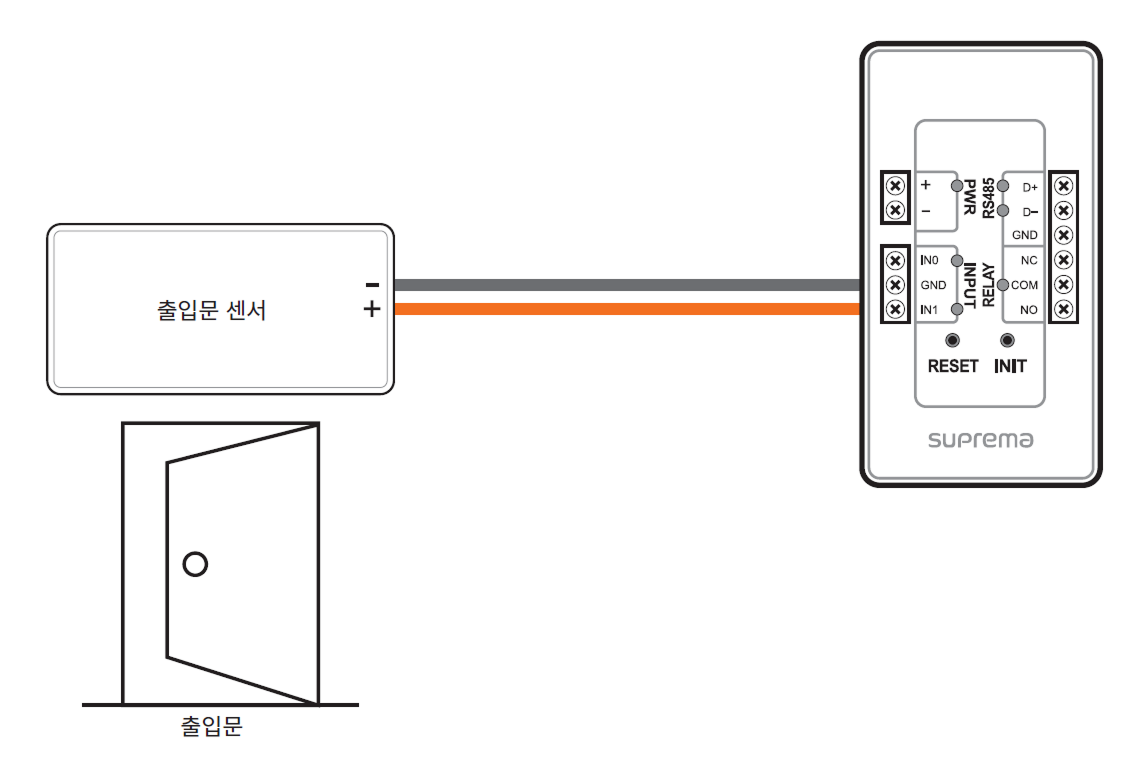 출입문 센서
-
+
출입문
+
-
PWR
RS485
D+
D-
GND
IN0
GND
IN1
INPUT
RELAY
NC
COM
NO
RESET INIT
suprema